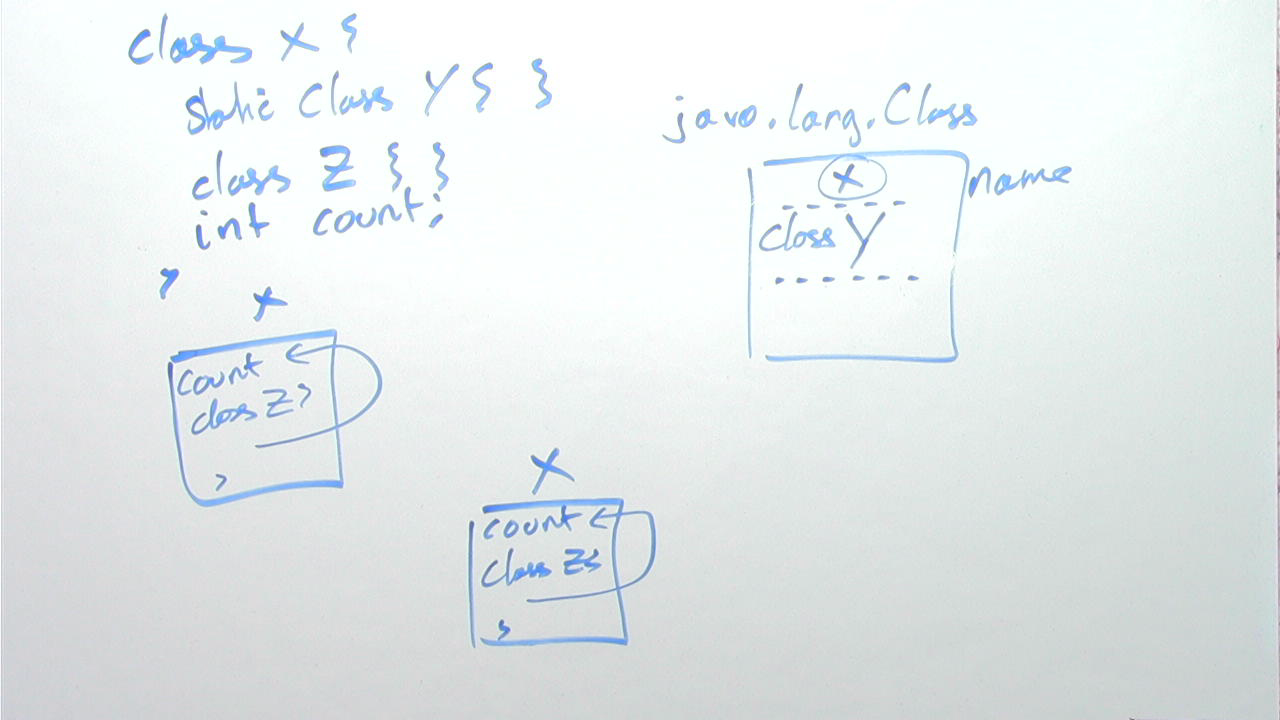 class X {
static Class Y { }
class Z { }
int count;
}
java.lang.Class
X
name
class Y
X
count
class Z {
}
X
count
class Z {
}